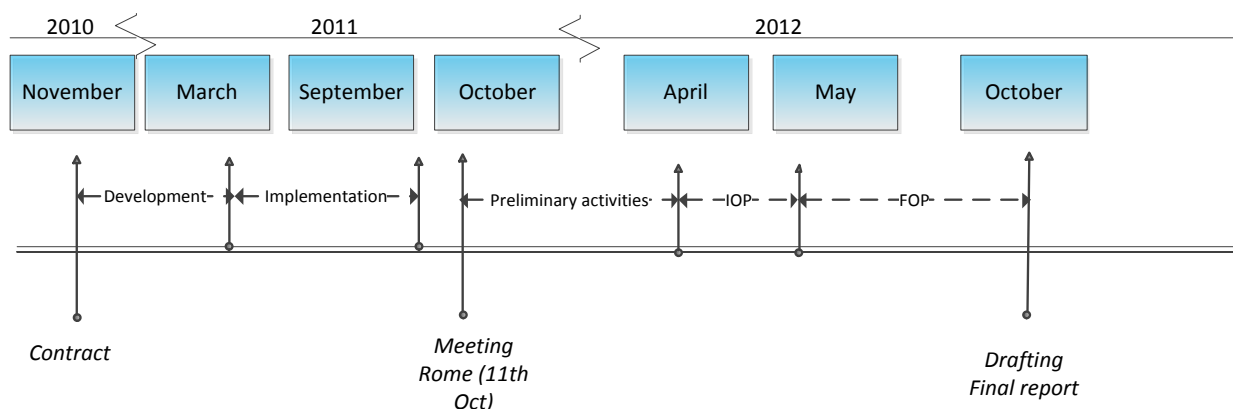 2010
2011
2012
November
March
September
October
April
May
October
Development
Implementation
Preliminary activities
IOP
FOP
Contract
Meeting
Rome (11th
Oct)
Drafting
Final report